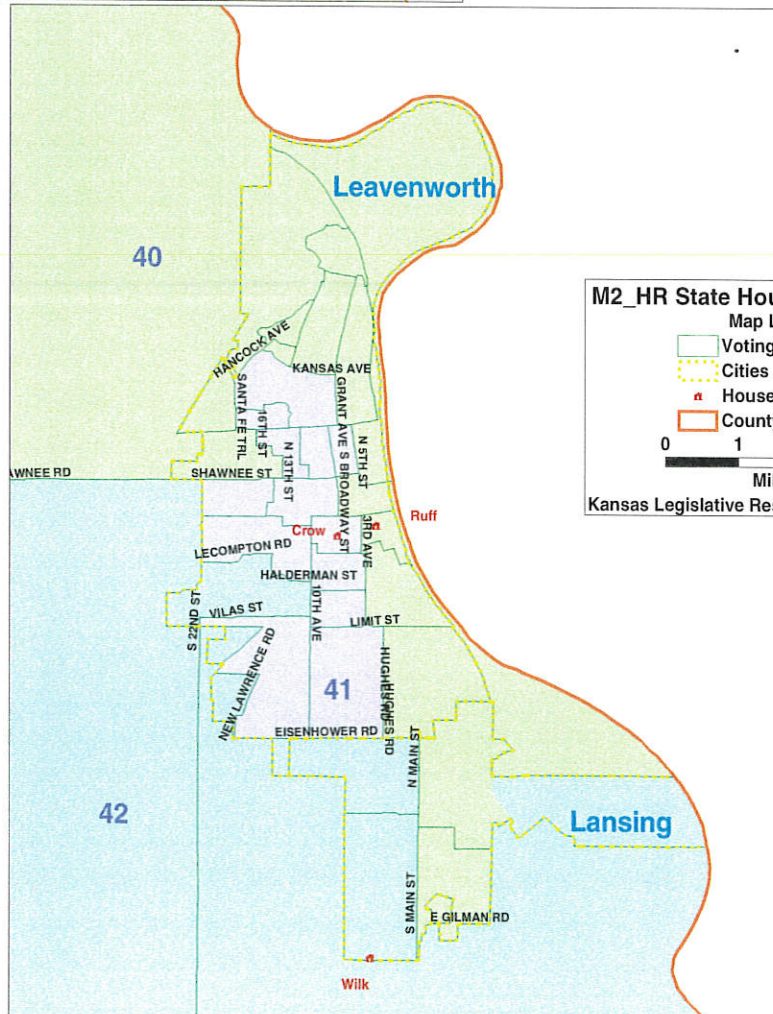 Leavenworth
40
M2_HR State Hou
Map L
Voting
Cities
House
Count
0 1
Mil
Kansas Legislative Res
HANCOCK AVE
KANSAS AVE
SANTA FE TRL
16TH ST
N 13TH ST
GRANT AVE
S BROADWAY ST
N 5TH ST
AWNEE RD
SHAWNEE ST
Crow
3RD AVE
Ruff
LECOMPTON RD
HALDERMAN ST
S 22ND ST
VILAS ST
10TH AVE
LIMIT ST
NEW LAWRENCE RD
41
HUGHES RD
HUGHES RD
EISENHOWER RD
N MAIN ST
42
Lansing
S MAIN ST
E GILMAN RD
Wilk